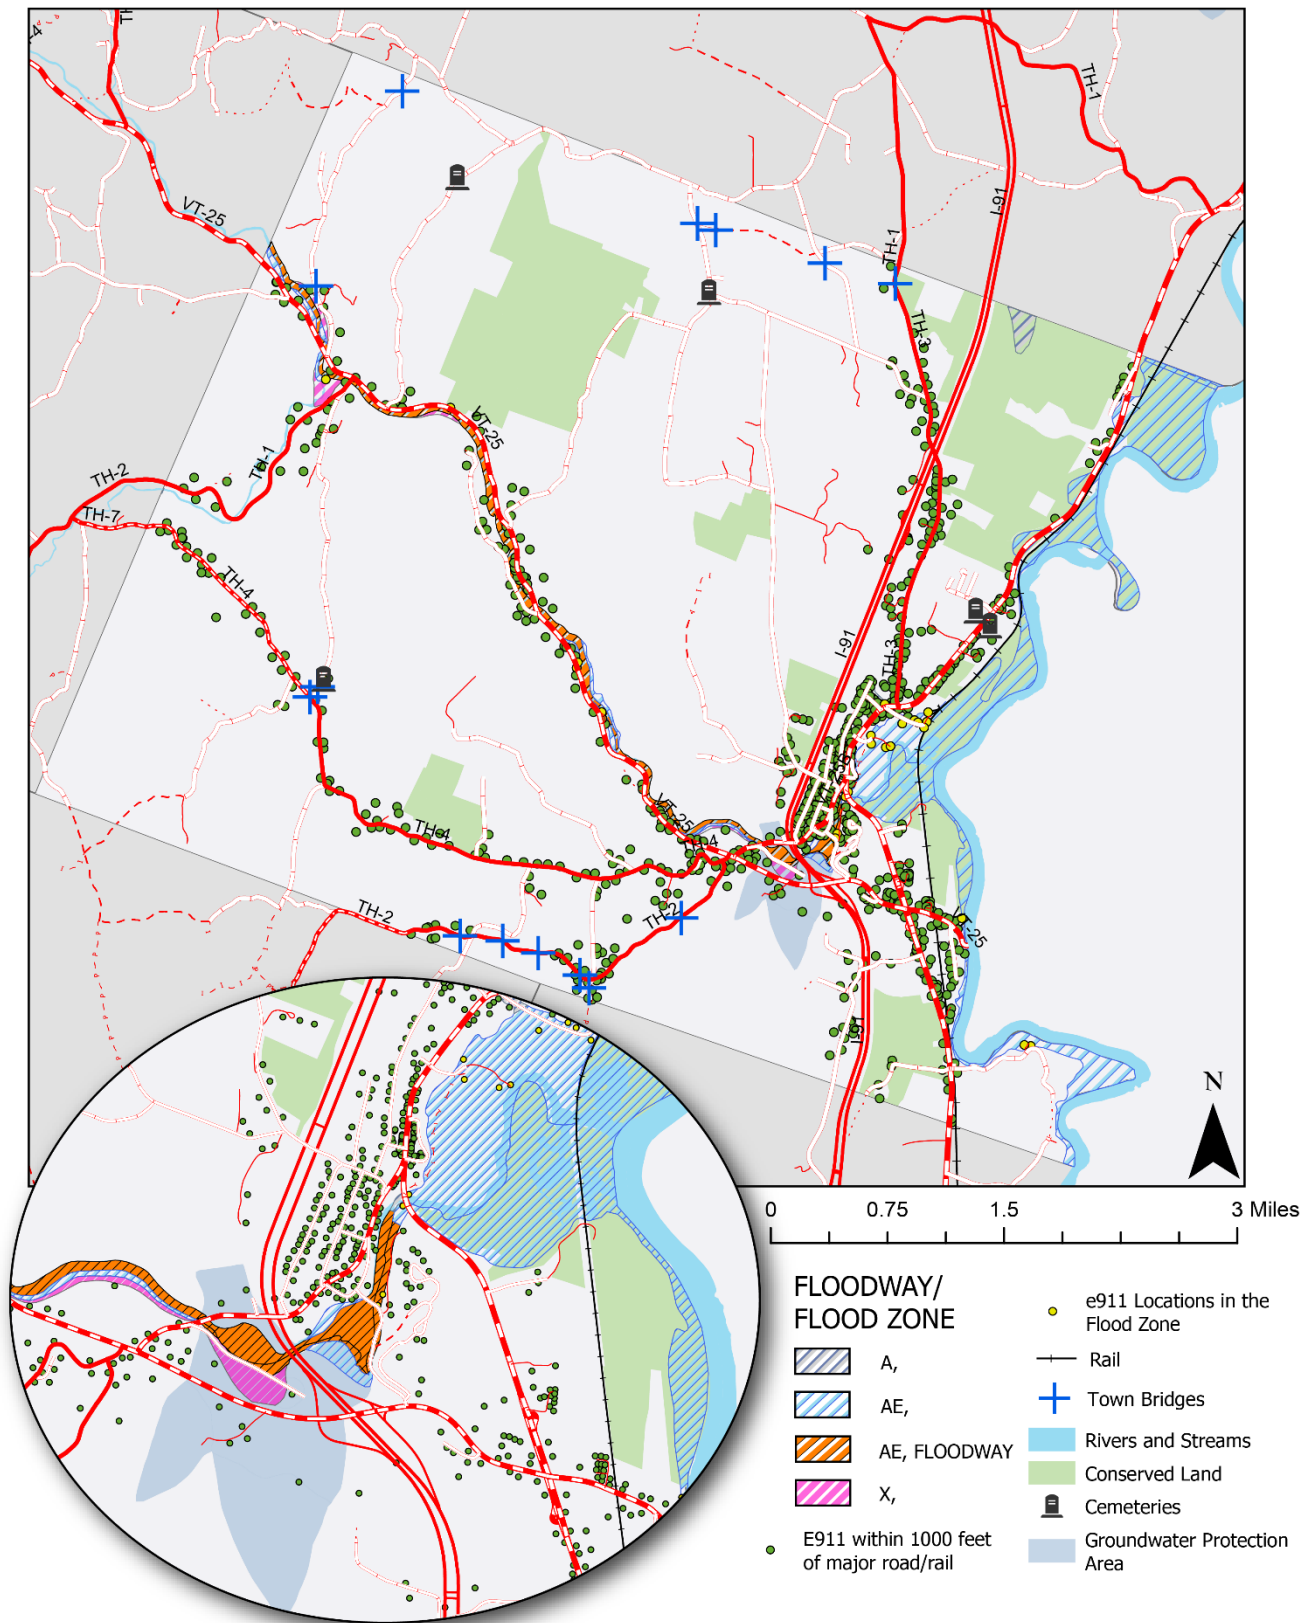 TH-1
VT-25
I-91
TH-1
TH-3
VT-25
TH-1
TH-2
TH-7
TH-4
I-91
TH-3
VT-25
TH-4
TH-4
TH-2
TH-2
VT-25
I-91
N
0 0.75 1.5 3 Miles
FLOODWAY/
FLOOD ZONE
A,
AE,
AE, FLOODWAY
X,
E911 within 1000 feet
of major road/rail
e911 Locations in the
Flood Zone
Rail
Town Bridges
Rivers and Streams
Conserved Land
Cemeteries
Groundwater Protection
Area